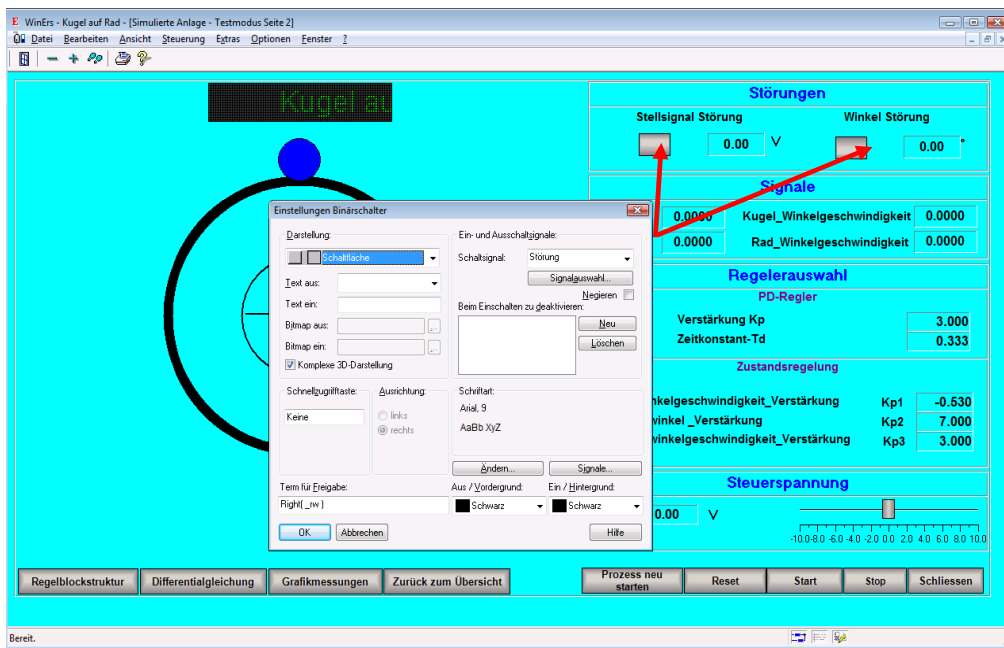 WinErs - Kugel auf Rad - [Simulierte Anlage - Testmodus Seite 2]
Datei Bearbeiten Ansicht Steuerung Extras Optionen Fenster ?
Kugel au
Störungen
Stellsignal Störung
Winkel Störung
0.00 V
0.00 °
Signale
0.0000 Kugel_Winkelgeschwindigkeit 0.0000
0.0000 Rad_Winkelgeschwindigkeit 0.0000
Regelerauswahl
PD-Regler
Verstärkung Kp 3.000
Zeitkonstant-Td 0.333
Zustandsregelung
nkelgeschwindigkeit_Verstärkung Kp1 -0.530
winkel _Verstärkung Kp2 7.000
winkelgeschwindigkeit_Verstärkung Kp3 3.000
Steuerspannung
0.00 V
-10.0 -8.0 -6.0 -4.0 -2.0 0.0 2.0 4.0 6.0 8.0 10.0
Einstellungen Binärschalter
Darstellung:
Schaltfläche
Text aus:
Text ein:
Bitmap aus:
...
Bitmap ein:
...
Komplexe 3D-Darstellung
Ein- und Ausschaltsignale:
Schaltsignal: Störung
Signalauswahl...
Negieren
Beim Einschalten zu deaktivieren:
Neu
Löschen
Schnellzugrifftaste:
Keine
Ausrichtung:
links
rechts
Schriftart:
Arial, 9
AaBb XyZ
Ändern...
Signale...
Term für Freigabe:
Right( _rw )
Aus / Vordergrund:
Schwarz
Ein / Hintergrund:
Schwarz
OK
Abbrechen
Hilfe
Regelblockstruktur
Differentialgleichung
Grafikmessungen
Zurück zum Übersicht
Prozess neu
starten
Reset
Start
Stop
Schliessen
Bereit.